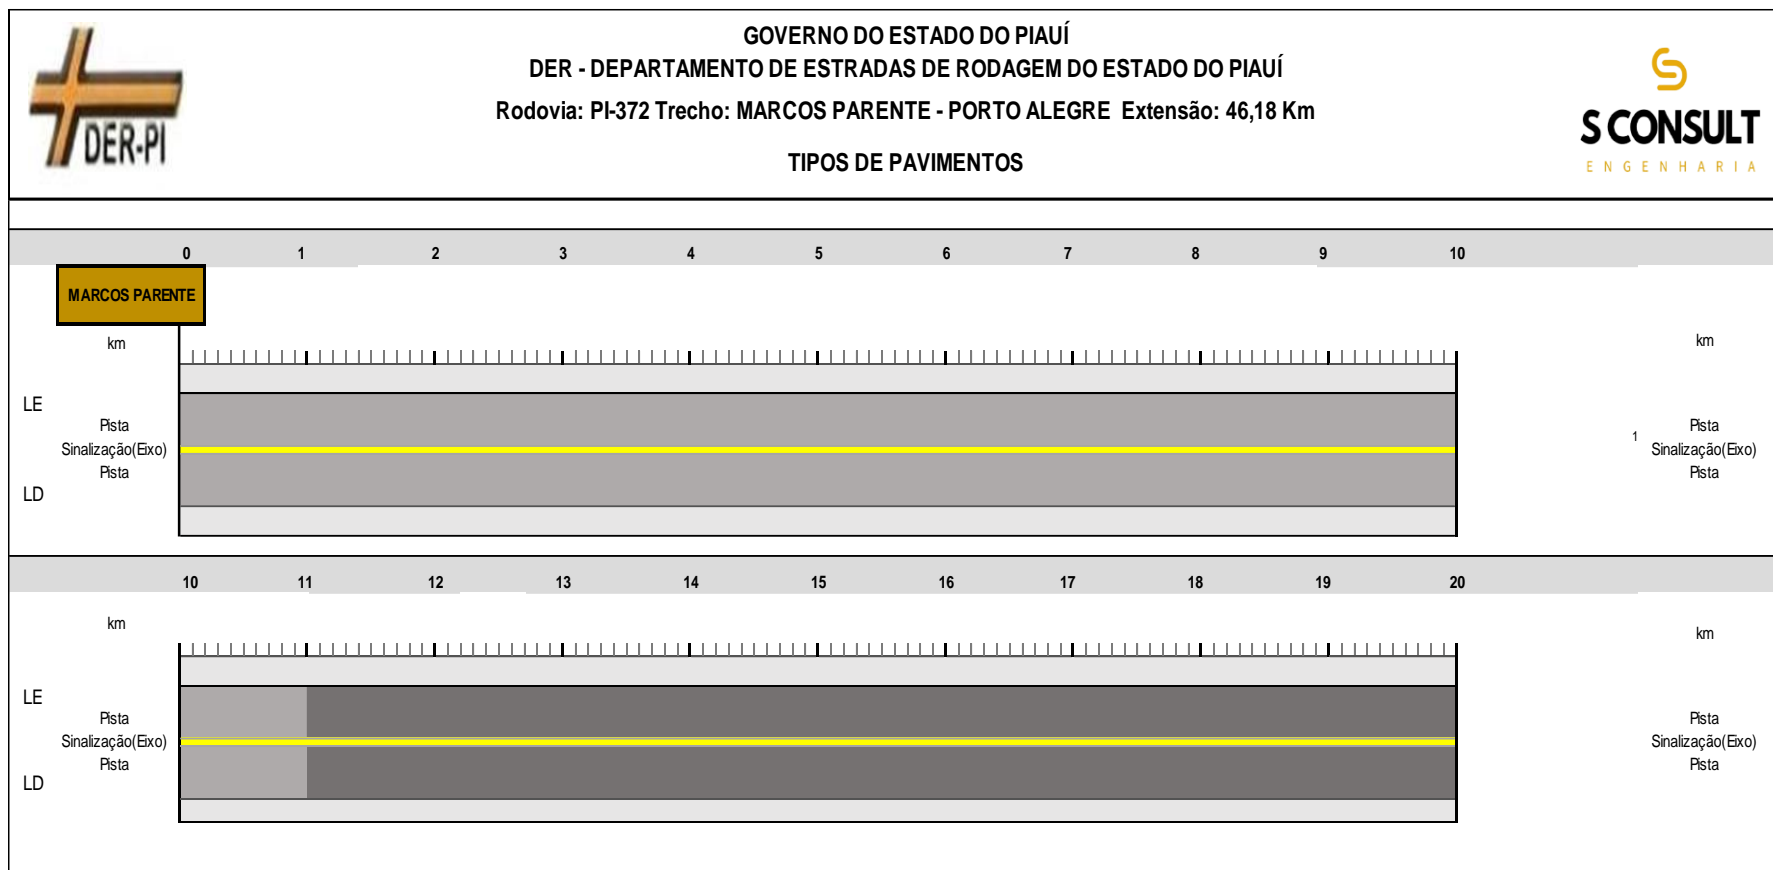 DER-PI
GOVERNO DO ESTADO DO PIAUÍ
DER - DEPARTAMENTO DE ESTRADAS DE RODAGEM DO ESTADO DO PIAUÍ
Rodovia: PI-372 Trecho: MARCOS PARENTE - PORTO ALEGRE Extensão: 46,18 Km
TIPOS DE PAVIMENTOS
S CONSULT
ENGENHARIA
0 1 2 3 4 5 6 7 8 9 10
MARCOS PARENTE
km km
LE
Pista Pista
Sinalização(Eixo) 1 Sinalização(Eixo)
Pista Pista
LD
10 11 12 13 14 15 16 17 18 19 20
km km
LE
Pista Pista
Sinalização(Eixo) Sinalização(Eixo)
Pista Pista
LD